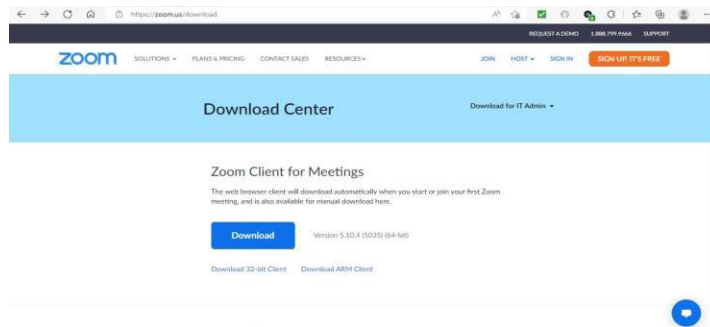 https://zoom.us/download
REQUEST A DEMO 1.888.799.9666 SUPPORT
zoom SOLUTIONS PLANS & PRICING CONTACT SALES RESOURCES JOIN HOST SIGN IN SIGN UP, IT'S FREE
Download Center Download for IT Admin
Zoom Client for Meetings
The web browser client will download automatically when you start or join your first Zoom
meeting, and is also available for manual download here.
Download Version 5.10.4 (5035) (64-bit)
Download 32-bit Client Download ARM Client